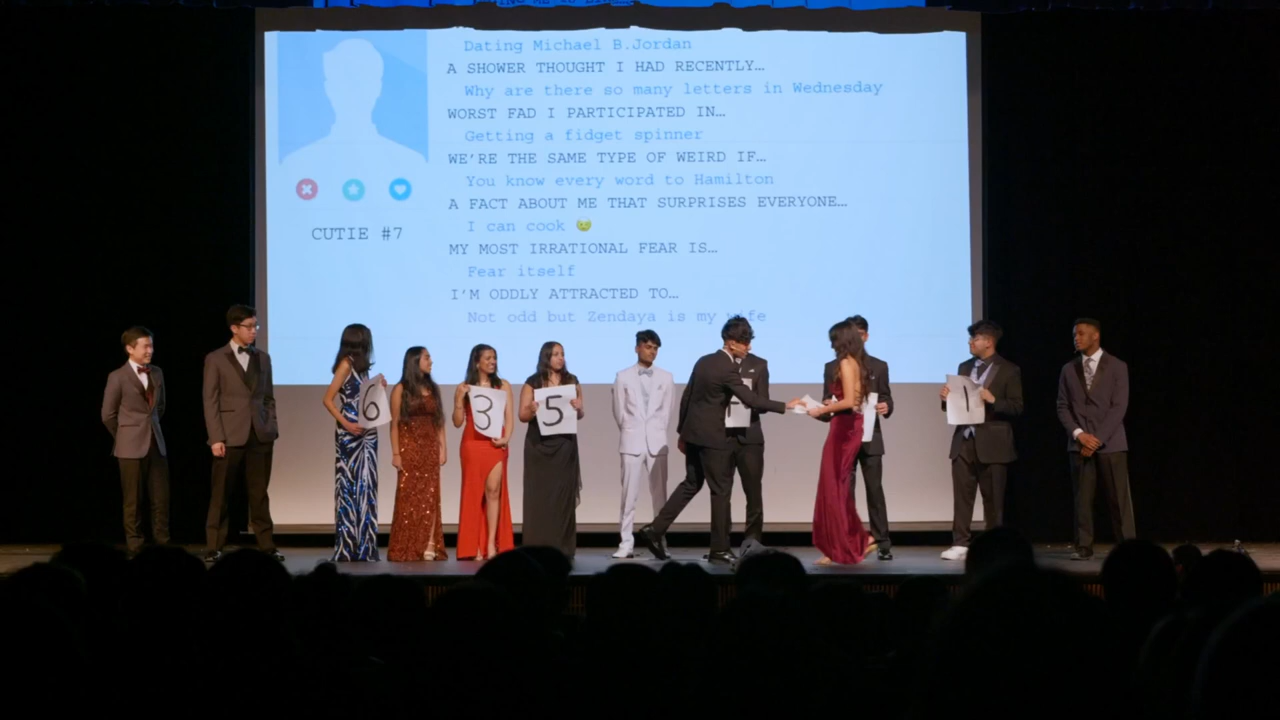 Dating Michael B.Jordan
A SHOWER THOUGHT I HAD RECENTLY…
Why are there so many letters in Wednesday
WORST FAD I PARTICIPATED IN…
Getting a fidget spinner
WE'RE THE SAME TYPE OF WEIRD IF…
You know every word to Hamilton
A FACT ABOUT ME THAT SURPRISES EVERYONE…
I can cook 🤢
MY MOST IRRATIONAL FEAR IS…
Fear itself
I'M ODDLY ATTRACTED TO…
Not odd but Zendaya is my wife
CUTIE #7
6
3
5
1